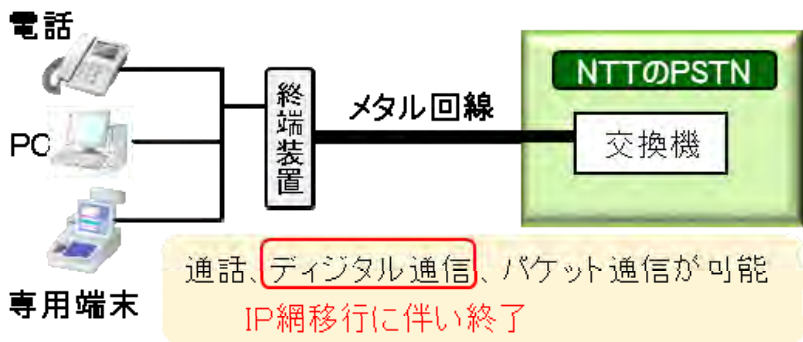 電話
PC
専用端末
終端装置
メタル回線
NTTのPSTN
交換機
通話、ディジタル通信、パケット通信が可能
IP網移行に伴い終了